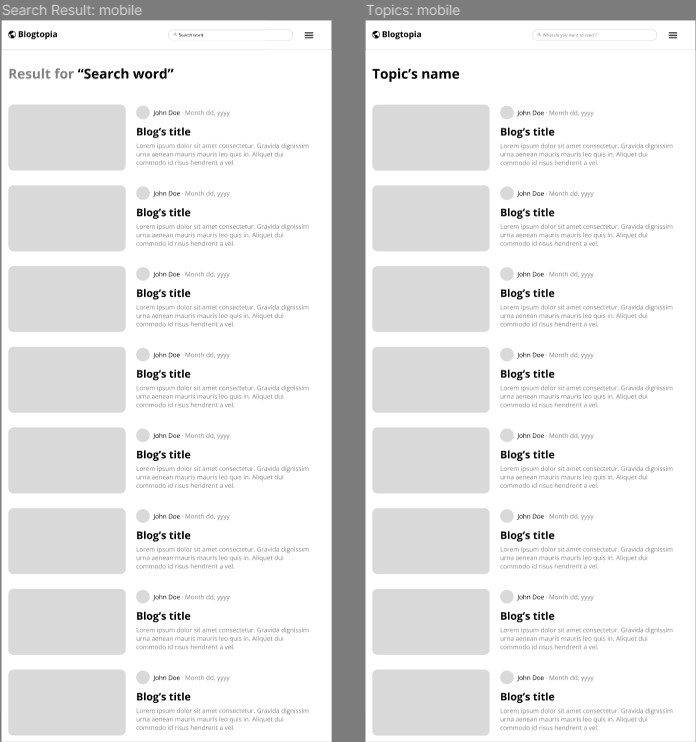 Search Result: mobile
Blogtopia
Search word
Result for “Search word”
John Doe · Month dd, yyyy
Blog’s title
Lorem ipsum dolor sit amet consectetur. Gravida dignissim
urna aenean mauris mauris leo quis in. Aliquet dui
commodo id risus hendrerit a vel.
John Doe · Month dd, yyyy
Blog’s title
Lorem ipsum dolor sit amet consectetur. Gravida dignissim
urna aenean mauris mauris leo quis in. Aliquet dui
commodo id risus hendrerit a vel.
John Doe · Month dd, yyyy
Blog’s title
Lorem ipsum dolor sit amet consectetur. Gravida dignissim
urna aenean mauris mauris leo quis in. Aliquet dui
commodo id risus hendrerit a vel.
John Doe · Month dd, yyyy
Blog’s title
Lorem ipsum dolor sit amet consectetur. Gravida dignissim
urna aenean mauris mauris leo quis in. Aliquet dui
commodo id risus hendrerit a vel.
John Doe · Month dd, yyyy
Blog’s title
Lorem ipsum dolor sit amet consectetur. Gravida dignissim
urna aenean mauris mauris leo quis in. Aliquet dui
commodo id risus hendrerit a vel.
John Doe · Month dd, yyyy
Blog’s title
Lorem ipsum dolor sit amet consectetur. Gravida dignissim
urna aenean mauris mauris leo quis in. Aliquet dui
commodo id risus hendrerit a vel.
John Doe · Month dd, yyyy
Blog’s title
Lorem ipsum dolor sit amet consectetur. Gravida dignissim
urna aenean mauris mauris leo quis in. Aliquet dui
commodo id risus hendrerit a vel.
John Doe · Month dd, yyyy
Blog’s title
Lorem ipsum dolor sit amet consectetur. Gravida dignissim
urna aenean mauris mauris leo quis in. Aliquet dui
commodo id risus hendrerit a vel.
Topics: mobile
Blogtopia
What do you want to read ?
Topic’s name
John Doe · Month dd, yyyy
Blog’s title
Lorem ipsum dolor sit amet consectetur. Gravida dignissim
urna aenean mauris mauris leo quis in. Aliquet dui
commodo id risus hendrerit a vel.
John Doe · Month dd, yyyy
Blog’s title
Lorem ipsum dolor sit amet consectetur. Gravida dignissim
urna aenean mauris mauris leo quis in. Aliquet dui
commodo id risus hendrerit a vel.
John Doe · Month dd, yyyy
Blog’s title
Lorem ipsum dolor sit amet consectetur. Gravida dignissim
urna aenean mauris mauris leo quis in. Aliquet dui
commodo id risus hendrerit a vel.
John Doe · Month dd, yyyy
Blog’s title
Lorem ipsum dolor sit amet consectetur. Gravida dignissim
urna aenean mauris mauris leo quis in. Aliquet dui
commodo id risus hendrerit a vel.
John Doe · Month dd, yyyy
Blog’s title
Lorem ipsum dolor sit amet consectetur. Gravida dignissim
urna aenean mauris mauris leo quis in. Aliquet dui
commodo id risus hendrerit a vel.
John Doe · Month dd, yyyy
Blog’s title
Lorem ipsum dolor sit amet consectetur. Gravida dignissim
urna aenean mauris mauris leo quis in. Aliquet dui
commodo id risus hendrerit a vel.
John Doe · Month dd, yyyy
Blog’s title
Lorem ipsum dolor sit amet consectetur. Gravida dignissim
urna aenean mauris mauris leo quis in. Aliquet dui
commodo id risus hendrerit a vel.
John Doe · Month dd, yyyy
Blog’s title
Lorem ipsum dolor sit amet consectetur. Gravida dignissim
urna aenean mauris mauris leo quis in. Aliquet dui
commodo id risus hendrerit a vel.